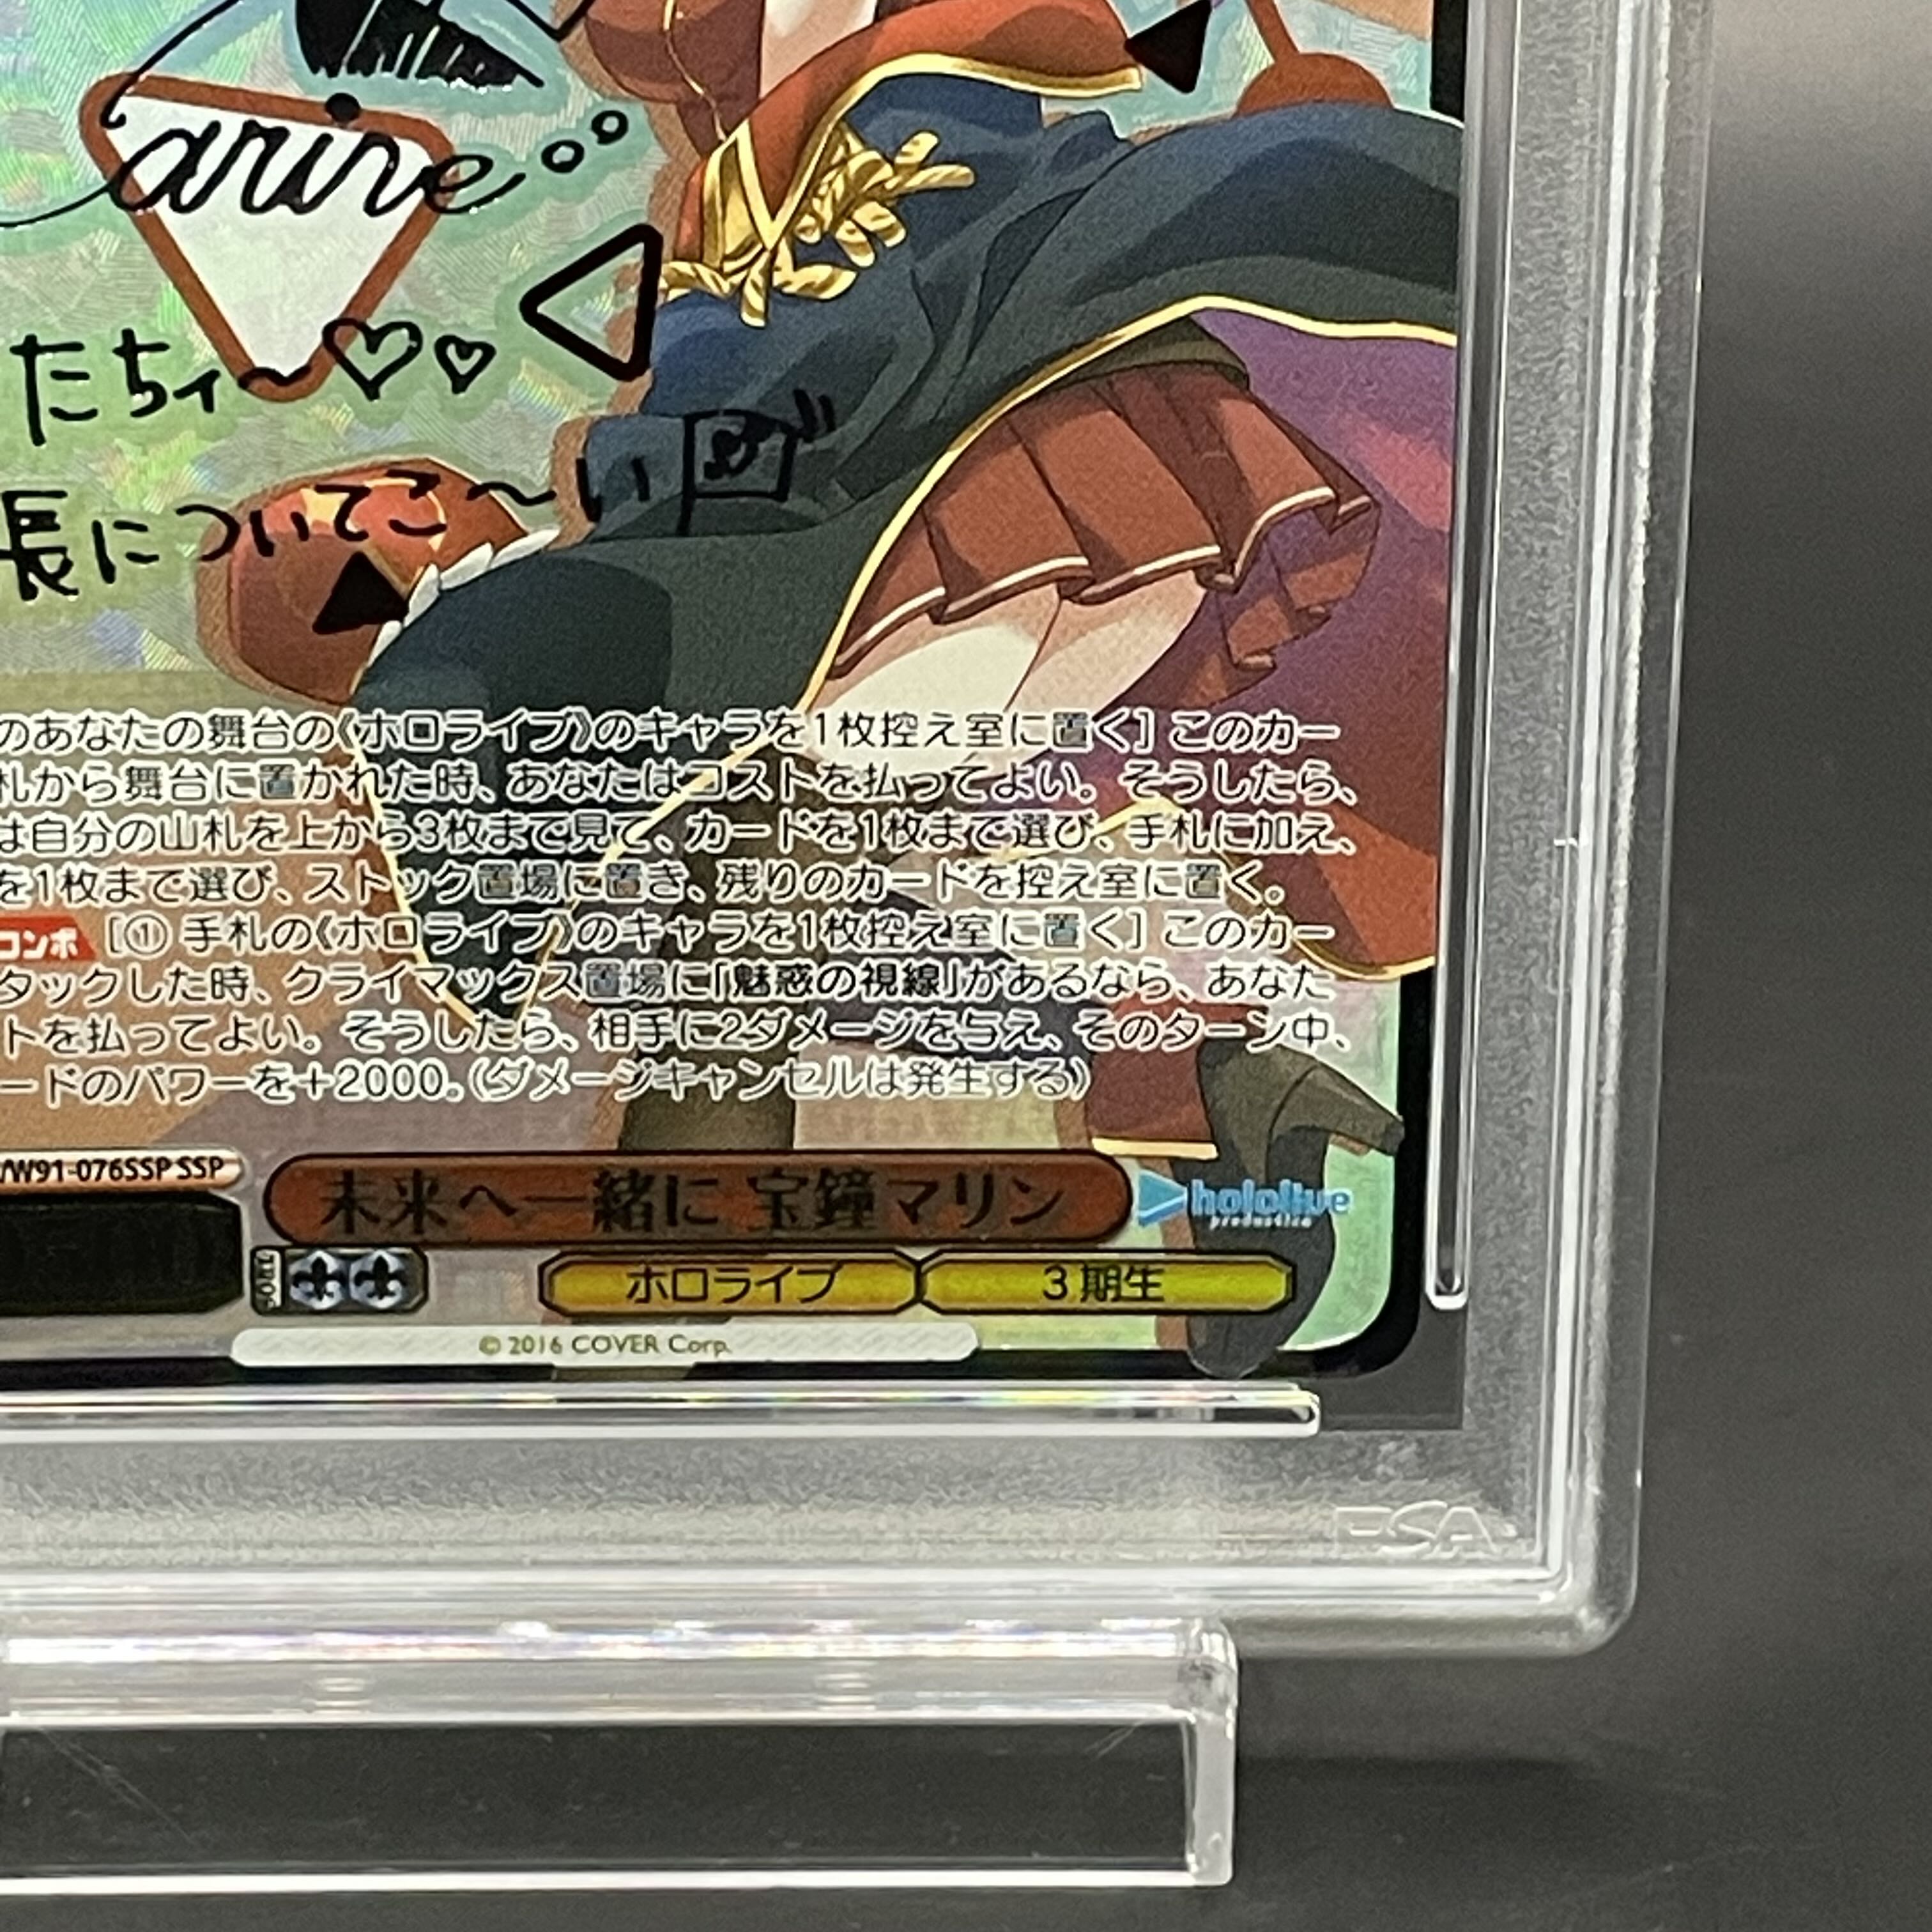 arine
たちィ〜♡♡
長についてこ〜い
のあなたの舞台の《ホロライブ》のキャラを1枚控え室に置く］このカー
札から舞台に置かれた時、あなたはコストを払ってよい。そうしたら、
は自分の山札を上から3枚まで見て、カードを1枚まで選び、手札に加え、
を1枚まで選び、ストック置場に置き、残りのカードを控え室に置く。
コンボ ［① 手札の《ホロライブ》のキャラを1枚控え室に置く］このカー
タックした時、クライマックス置場に「魅惑の視線」があるなら、あなた
トを払ってよい。そうしたら、相手に2ダメージを与え、そのターン中、
ードのパワーを＋2000。（ダメージキャンセルは発生する）
/W91-076SSP SSP
未来へ一緒に 宝鐘マリン
hololive
production
SOUL
ホロライブ
3期生
© 2016 COVER Corp.
PSA